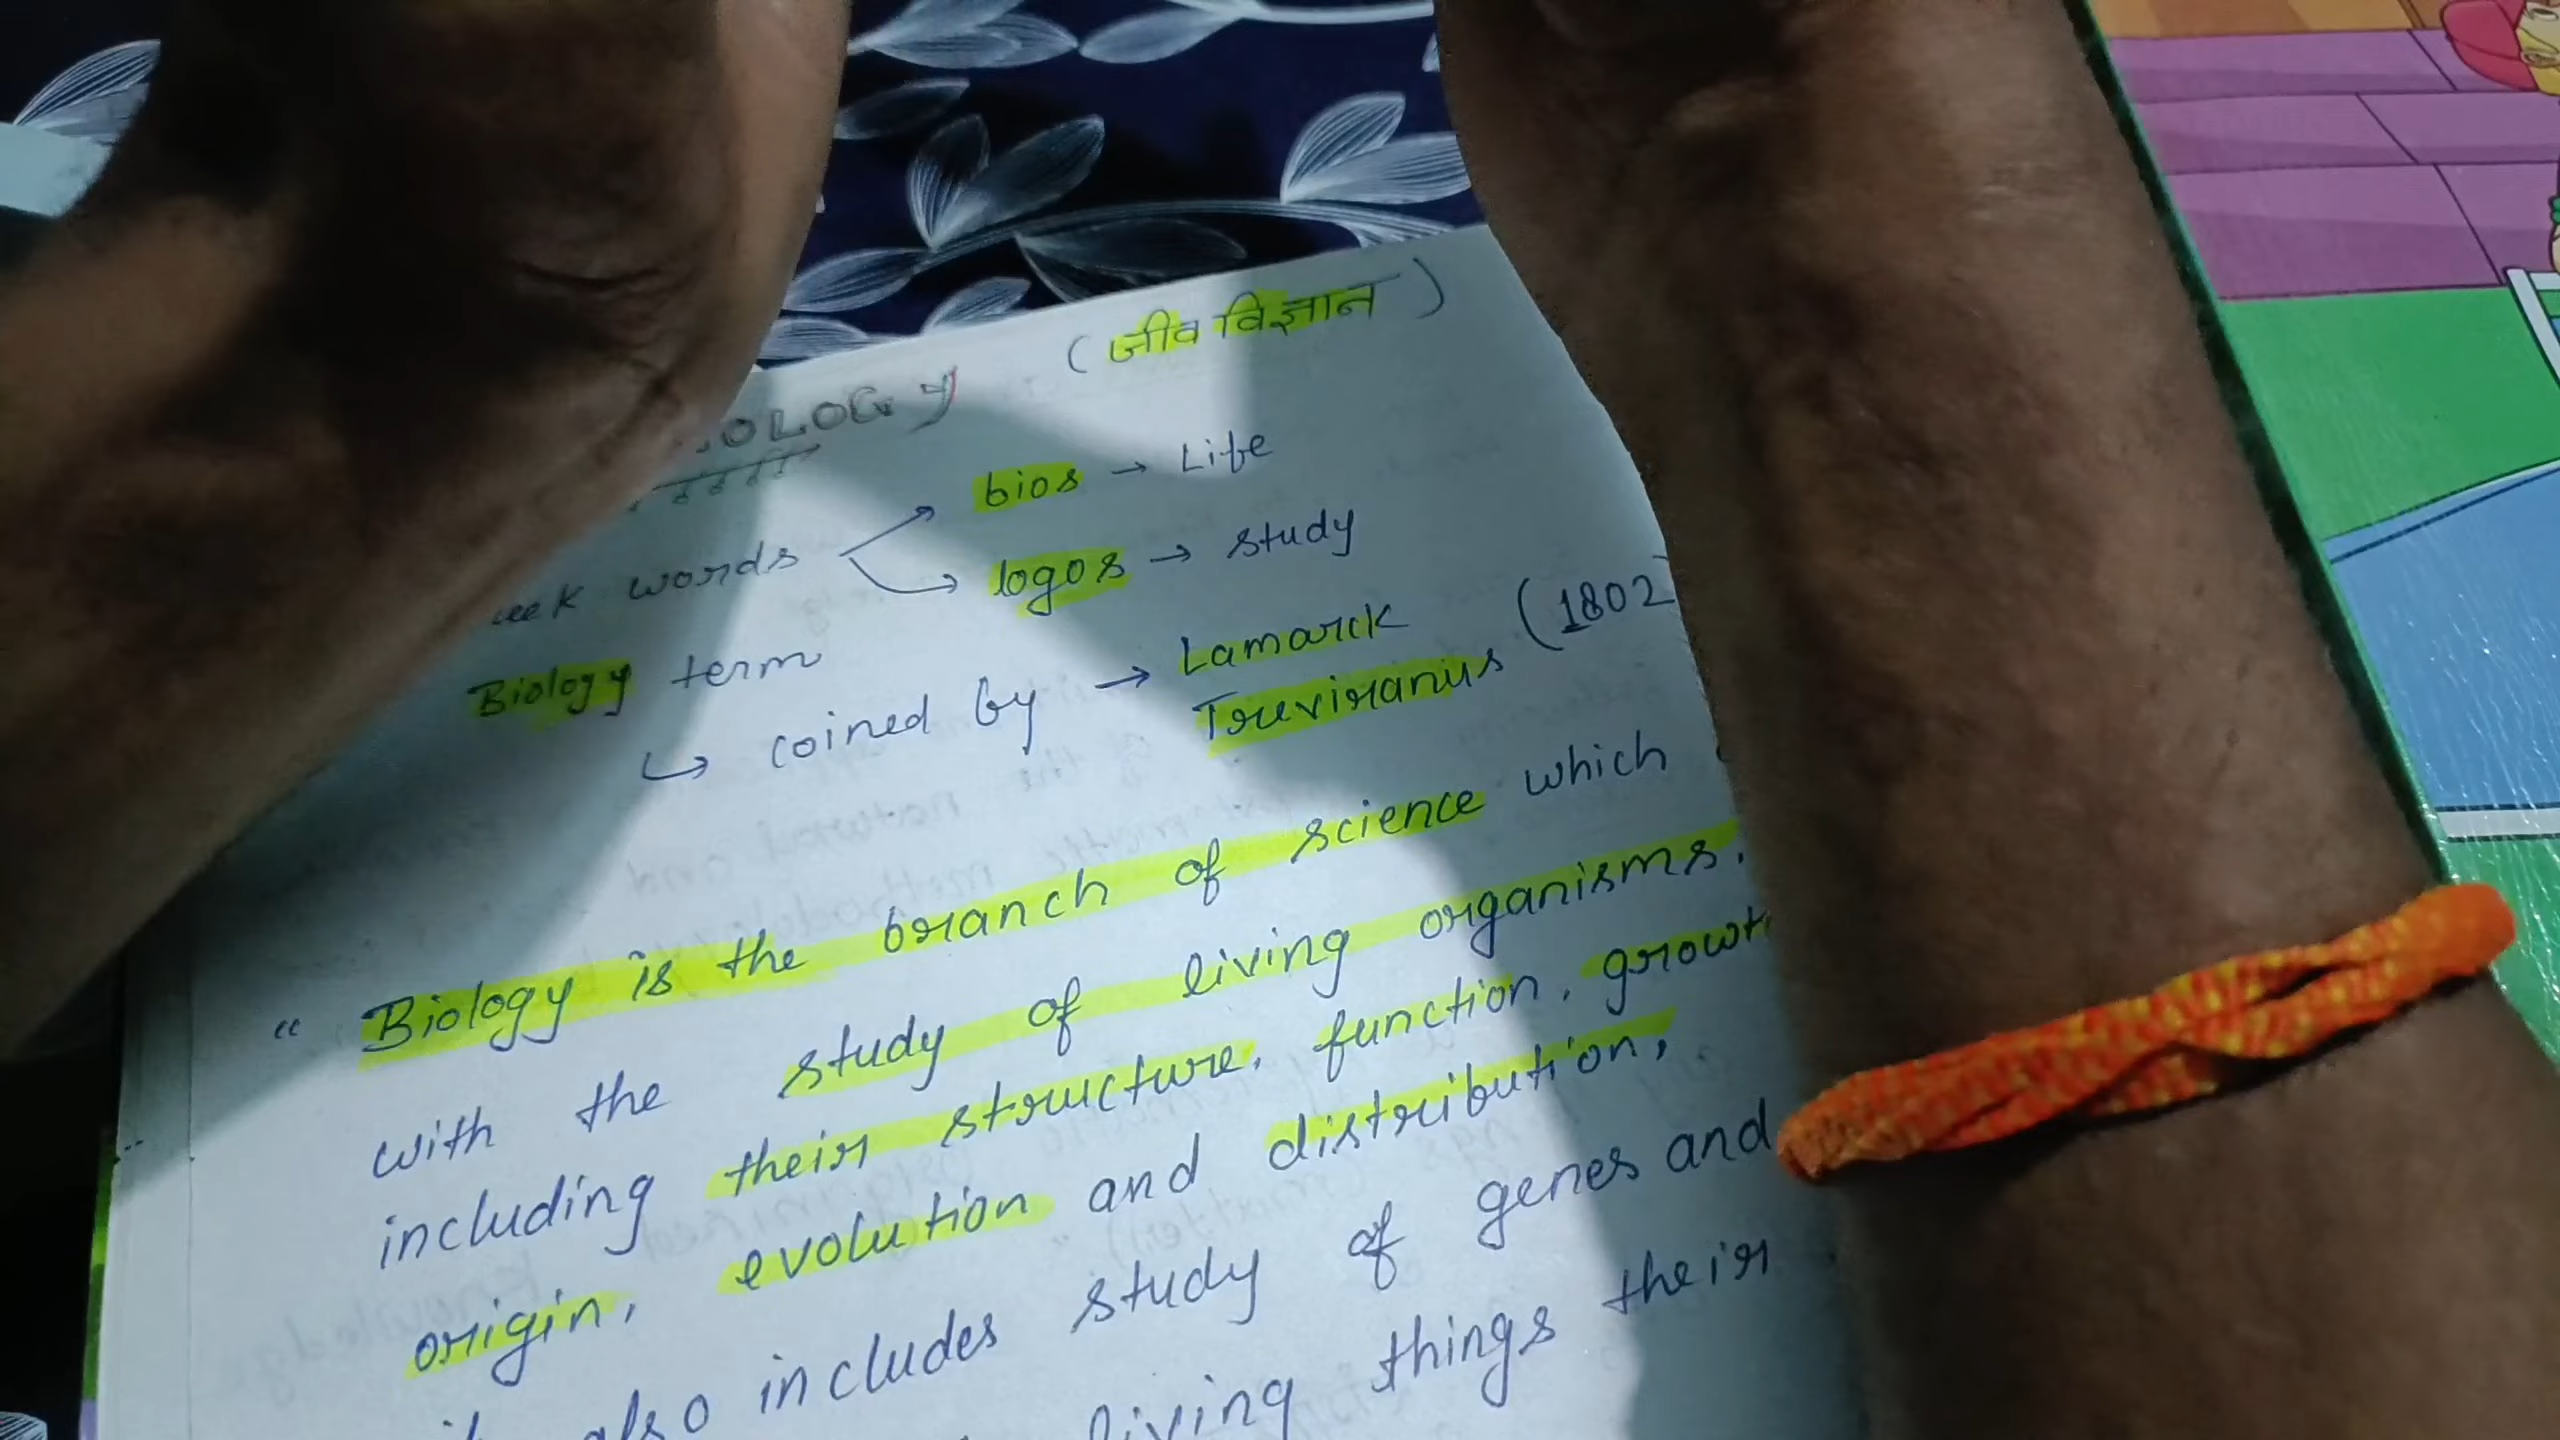 (जीव विज्ञान)
OLOGY
words
bios → Life
logos → study
Biology term
↳ coined by → Lamarck
Treviranus (1802
" Biology is the branch of science which
with the study of living organisms.
including their structure, function, growth
origin, evolution and distribution,
also includes study of genes and
living things their